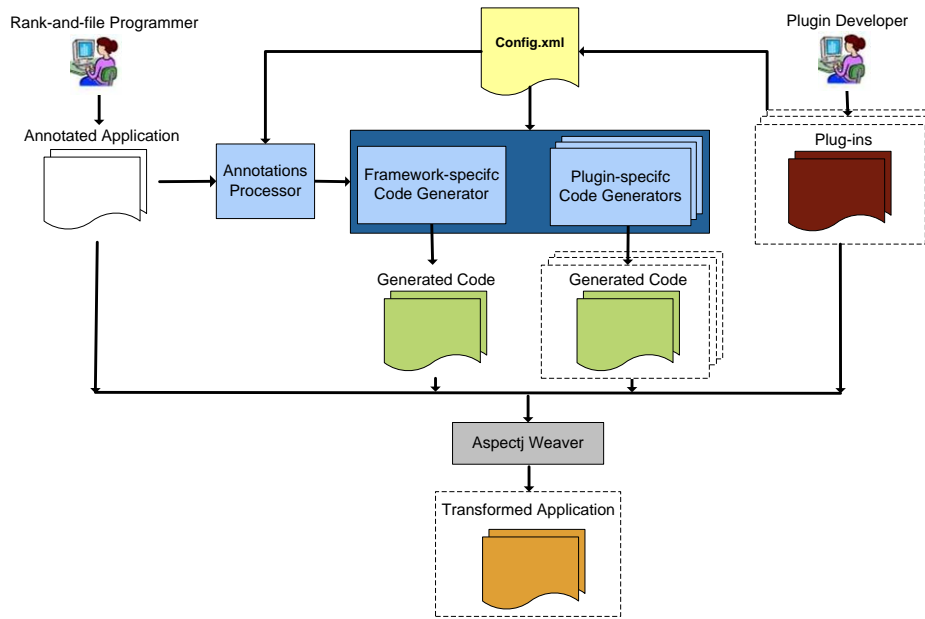 Rank-and-file Programmer
Plugin Developer
Config.xml
Annotated Application
Plug-ins
Annotations
Processor
Framework-specifc
Code Generator
Plugin-specifc
Code Generators
Generated Code
Generated Code
Aspectj Weaver
Transformed Application